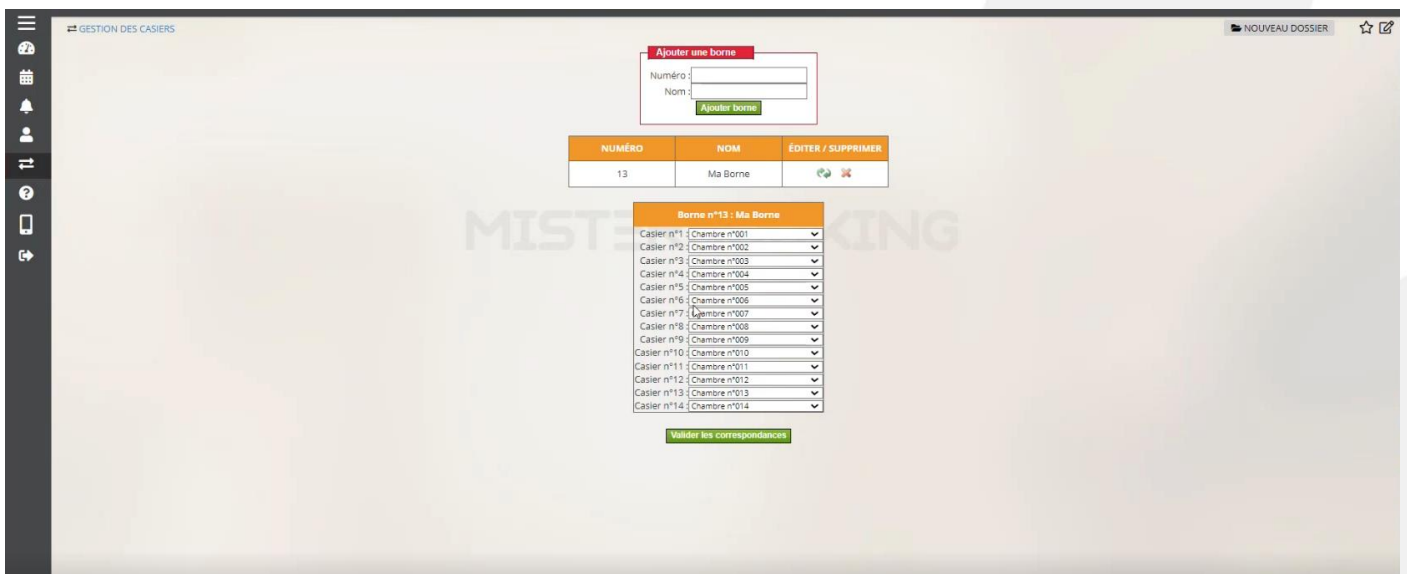 GESTION DES CASIERS
NOUVEAU DOSSIER
Ajouter une borne
Numéro :
Nom :
Ajouter borne
NUMÉRO NOM ÉDITER / SUPPRIMER
13 Ma Borne
Borne n°13 : Ma Borne
Casier n°1 : Chambre n°001
Casier n°2 : Chambre n°002
Casier n°3 : Chambre n°003
Casier n°4 : Chambre n°004
Casier n°5 : Chambre n°005
Casier n°6 : Chambre n°006
Casier n°7 : Chambre n°007
Casier n°8 : Chambre n°008
Casier n°9 : Chambre n°009
Casier n°10 : Chambre n°010
Casier n°11 : Chambre n°011
Casier n°12 : Chambre n°012
Casier n°13 : Chambre n°013
Casier n°14 : Chambre n°014
Valider les correspondances